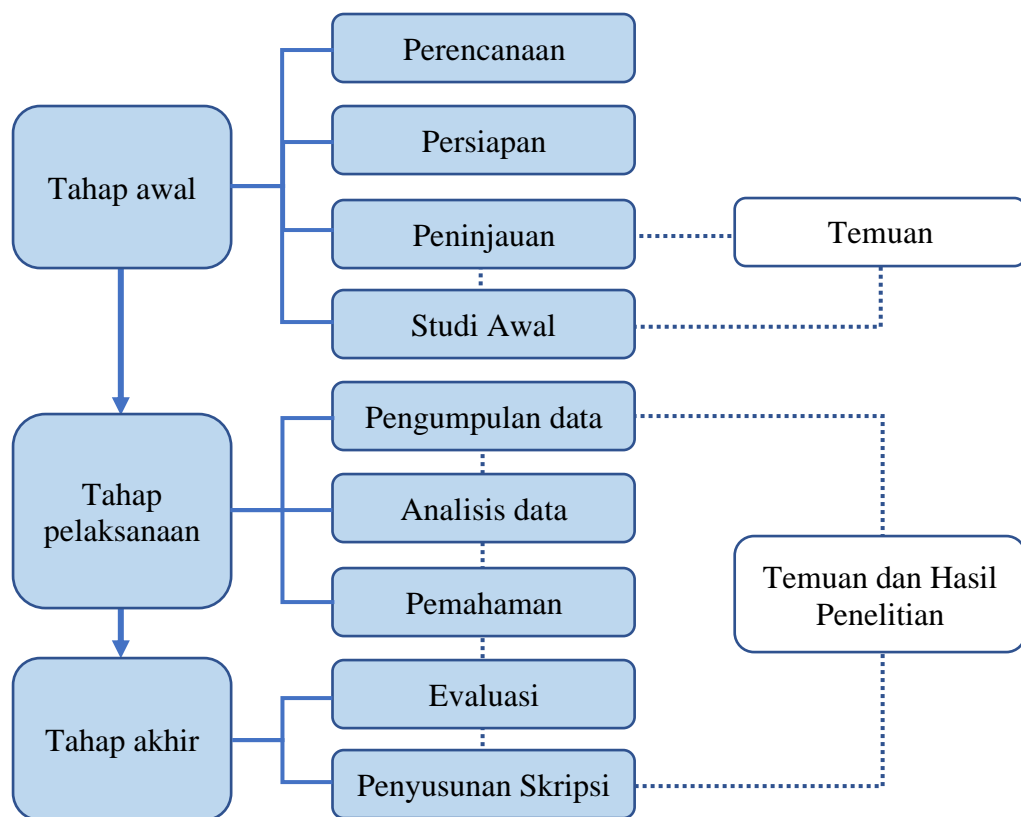 Perencanaan
Persiapan
Tahap awal
Peninjauan
Temuan
Studi Awal
Pengumpulan data
Tahap
pelaksanaan
Analisis data
Pemahaman
Temuan dan Hasil
Penelitian
Evaluasi
Tahap akhir
Penyusunan Skripsi